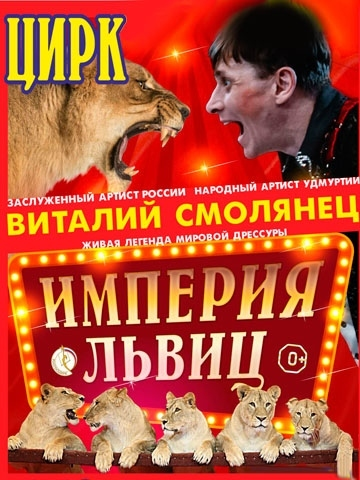 ЦИРК
ЗАСЛУЖЕННЫЙ АРТИСТ РОССИИ НАРОДНЫЙ АРТИСТ УДМУРТИИ
ВИТАЛИЙ СМОЛЯНЕЦ
ЖИВАЯ ЛЕГЕНДА МИРОВОЙ ДРЕССУРЫ
ИМПЕРИЯ
ЛЬВИЦ
0+